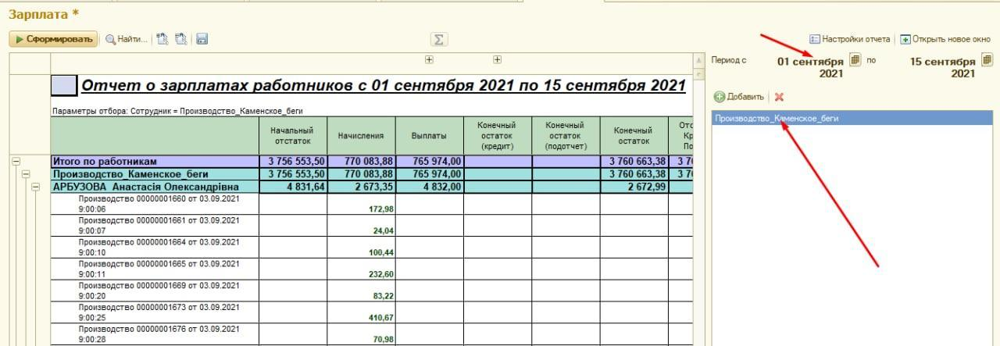 Зарплата *
Сформировать Найти... Σ Настройки отчета Открыть новое окно
Период с 01 сентября 2021 по 15 сентября 2021
Добавить
Производство_Каменское_беги
Отчет о зарплатах работников с 01 сентября 2021 по 15 сентября 2021
Параметры отбора: Сотрудник = Производство_Каменское_беги
Начальный отстаток Начисления Выплаты Конечный остаток (кредит) Конечный остаток (подотчет) Конечный остаток
Итого по работникам 3 756 553,50 770 083,88 765 974,00 3 760 663,38
Производство_Каменское_беги 3 756 553,50 770 083,88 765 974,00 3 760 663,38
АРБУЗОВА Анастасія Олександрівна 4 831,64 2 673,35 4 832,00 2 672,99
Производство 00000001660 от 03.09.2021
9:00:06 172,98
Производство 00000001661 от 03.09.2021
9:00:07 24,04
Производство 00000001664 от 03.09.2021
9:00:10 100,44
Производство 00000001665 от 03.09.2021
9:00:11 232,60
Производство 00000001669 от 03.09.2021
9:00:20 83,22
Производство 00000001673 от 03.09.2021
9:00:25 410,67
Производство 00000001676 от 03.09.2021
9:00:28 70,98